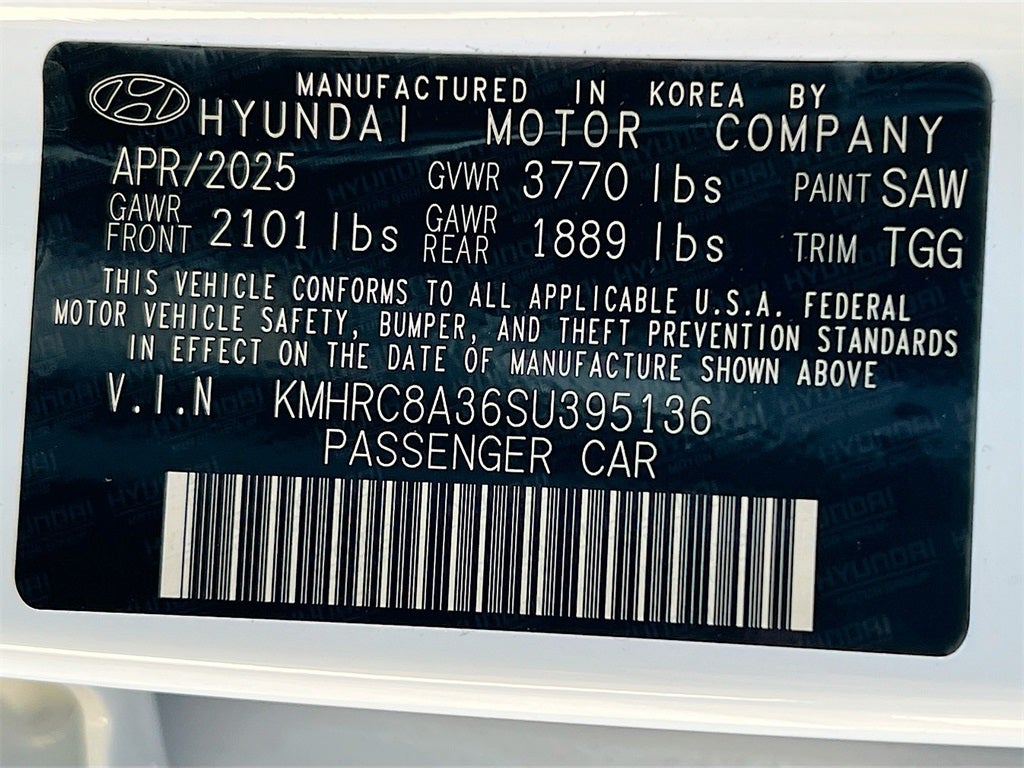 MANUFACTURED IN KOREA BY
HYUNDAI MOTOR COMPANY
APR/2025 GVWR 3770 lbs PAINT SAW
GAWR FRONT 2101 lbs GAWR REAR 1889 lbs TRIM TGG
THIS VEHICLE CONFORMS TO ALL APPLICABLE U.S.A. FEDERAL
MOTOR VEHICLE SAFETY, BUMPER, AND THEFT PREVENTION STANDARDS
IN EFFECT ON THE DATE OF MANUFACTURE SHOWN ABOVE
V.I.N KMHRC8A36SU395136
PASSENGER CAR